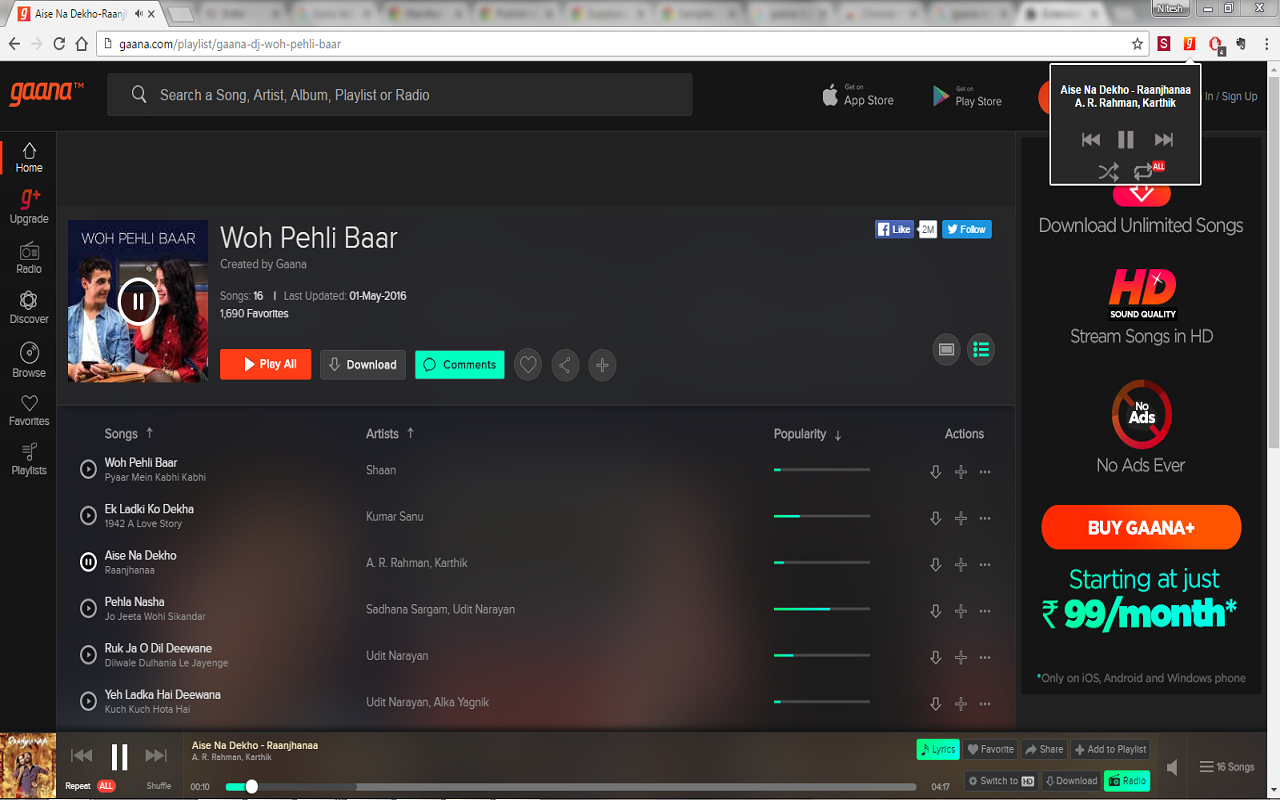 Aise Na Dekho-Raanjh
Nitesh
gaana.com/playlist/gaana-dj-woh-pehli-baar
4
gaana™
Search a Song, Artist, Album, Playlist or Radio
Get on
App Store
Get on
Play Store
In / Sign Up
Aise Na Dekho - Raanjhanaa
A. R. Rahman, Karthik
ALL
Home
Upgrade
Radio
Discover
Browse
Favorites
Playlists
WOH PEHLI BAAR
Woh Pehli Baar
Created by Gaana
Songs: 16 | Last Updated: 01-May-2016
1,690 Favorites
Like
2M
Follow
Play All
Download
Comments
Songs ↑ Artists ↑ Popularity ↓ Actions
Woh Pehli Baar
Pyaar Mein Kabhi Kabhi
Shaan
Ek Ladki Ko Dekha
1942 A Love Story
Kumar Sanu
Aise Na Dekho
Raanjhanaa
A. R. Rahman, Karthik
Pehla Nasha
Jo Jeeta Wohi Sikandar
Sadhana Sargam, Udit Narayan
Ruk Ja O Dil Deewane
Dilwale Dulhania Le Jayenge
Udit Narayan
Yeh Ladka Hai Deewana
Kuch Kuch Hota Hai
Udit Narayan, Alka Yagnik
Download Unlimited Songs
HD
SOUND QUALITY
Stream Songs in HD
No
Ads
No Ads Ever
BUY GAANA+
Starting at just
₹ 99/month*
*Only on iOS, Android and Windows phone
Repeat ALL Shuffle
Aise Na Dekho - Raanjhanaa
A. R. Rahman, Karthik
00:10
04:17
Lyrics Favorite Share Add to Playlist
Switch to HD Download Radio
16 Songs